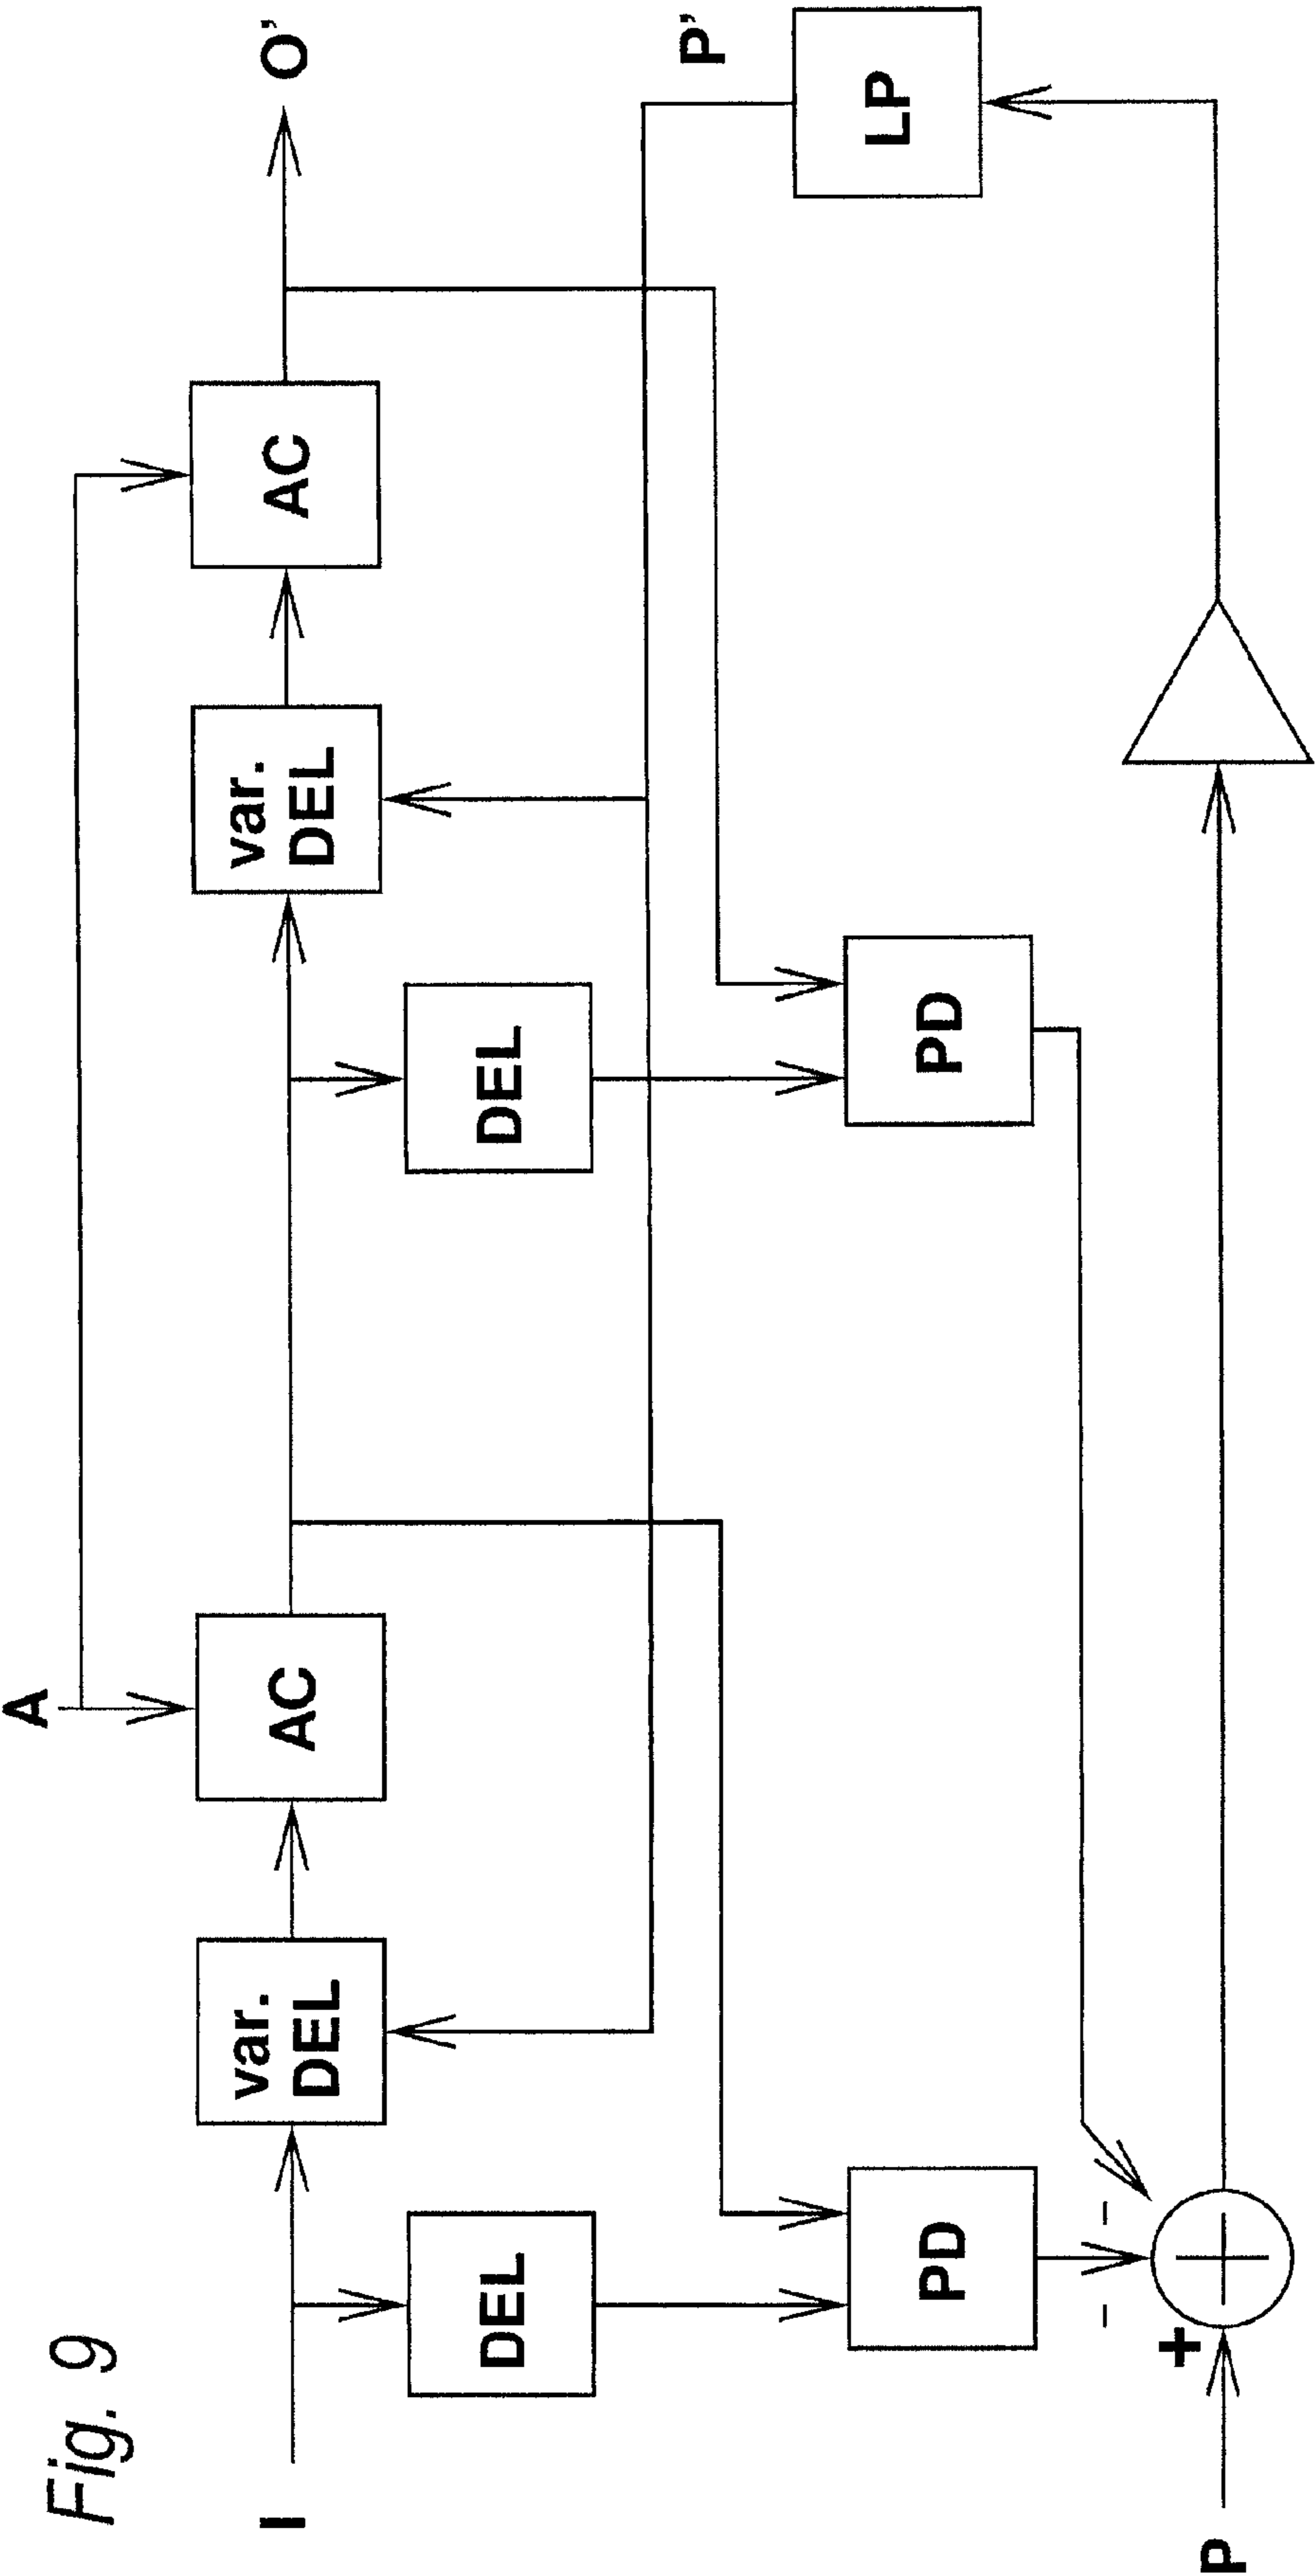 Fig. 9
A
I
var.
DEL
AC
var.
DEL
AC
O'
DEL
DEL
P'
PD
PD
LP
- -
+
P